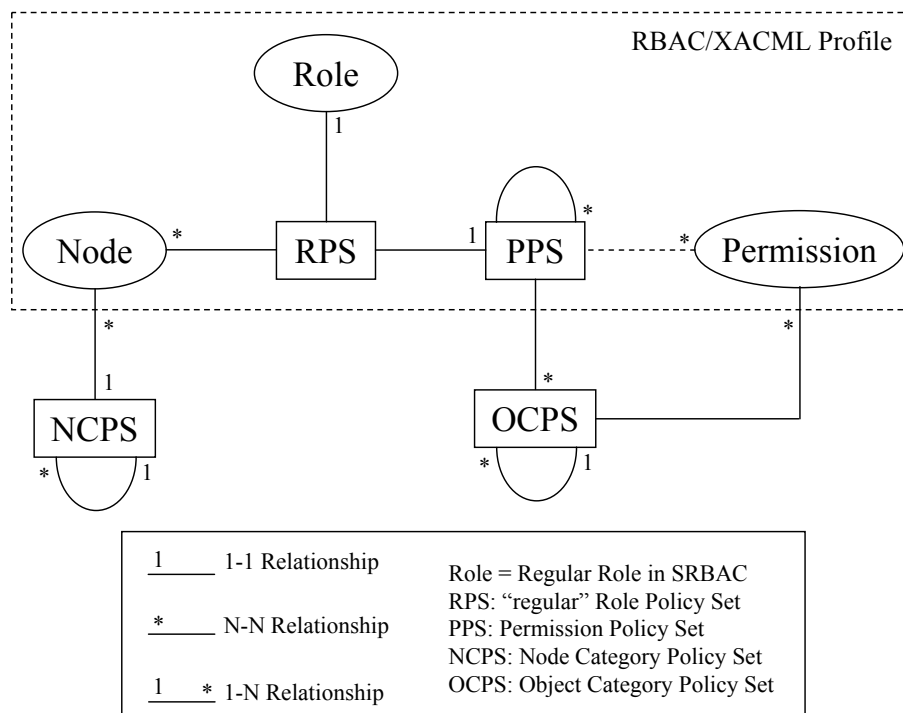 RBAC/XACML Profile
Role
1
Node
*
RPS
1
PPS
*
*
Permission
*
*
*
1
NCPS
*
1
OCPS
*
1
1
1-1 Relationship
*
N-N Relationship
1 *
1-N Relationship
Role = Regular Role in SRBAC
RPS: “regular” Role Policy Set
PPS: Permission Policy Set
NCPS: Node Category Policy Set
OCPS: Object Category Policy Set